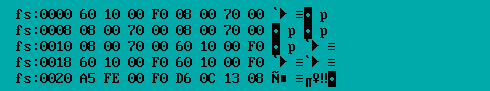 fs:0000 60 10 00 F0 08 00 70 00 `► ≡◘ p
fs:0008 08 00 70 00 08 00 70 00 ◘ p ◘ p
fs:0010 08 00 70 00 60 10 00 F0 ◘ p `► ≡
fs:0018 60 10 00 F0 60 10 00 F0 `► ≡`► ≡
fs:0020 A5 FE 00 F0 D6 0C 13 08 Ñ■ ≡╓♀‼◘